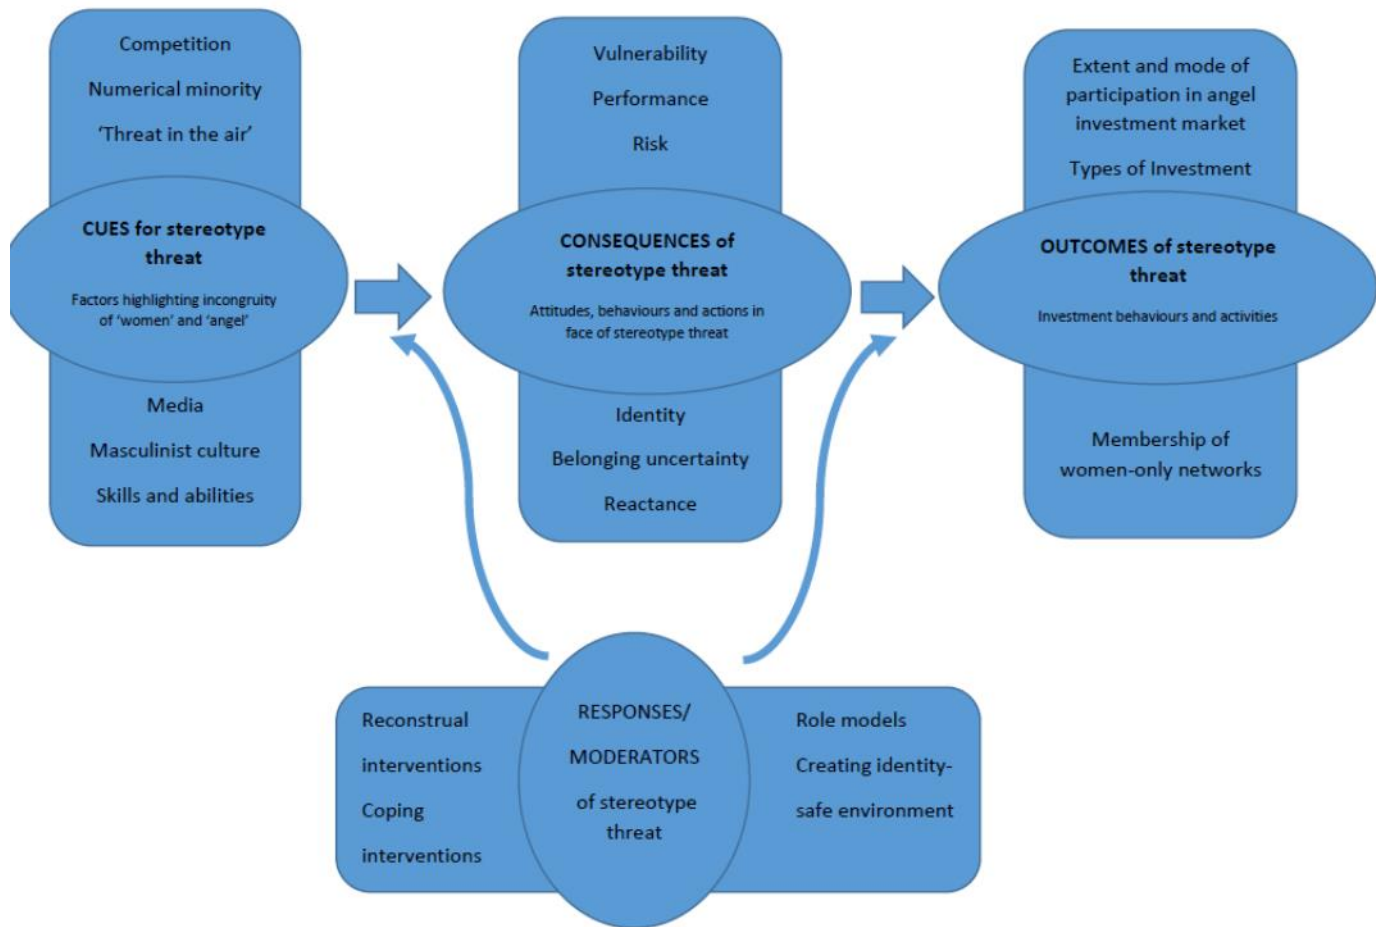 Competition
Numerical minority
‘Threat in the air’
CUES for stereotype
threat
Factors highlighting incongruity
of ‘women’ and ‘angel’
Media
Masculinist culture
Skills and abilities
Vulnerability
Performance
Risk
CONSEQUENCES of
stereotype threat
Attitudes, behaviours and actions in
face of stereotype threat
Identity
Belonging uncertainty
Reactance
Extent and mode of
participation in angel
investment market
Types of Investment
OUTCOMES of stereotype
threat
Investment behaviours and activities
Membership of
women-only networks
Reconstrual
interventions
Coping
interventions
RESPONSES/
MODERATORS
of stereotype
threat
Role models
Creating identity-
safe environment